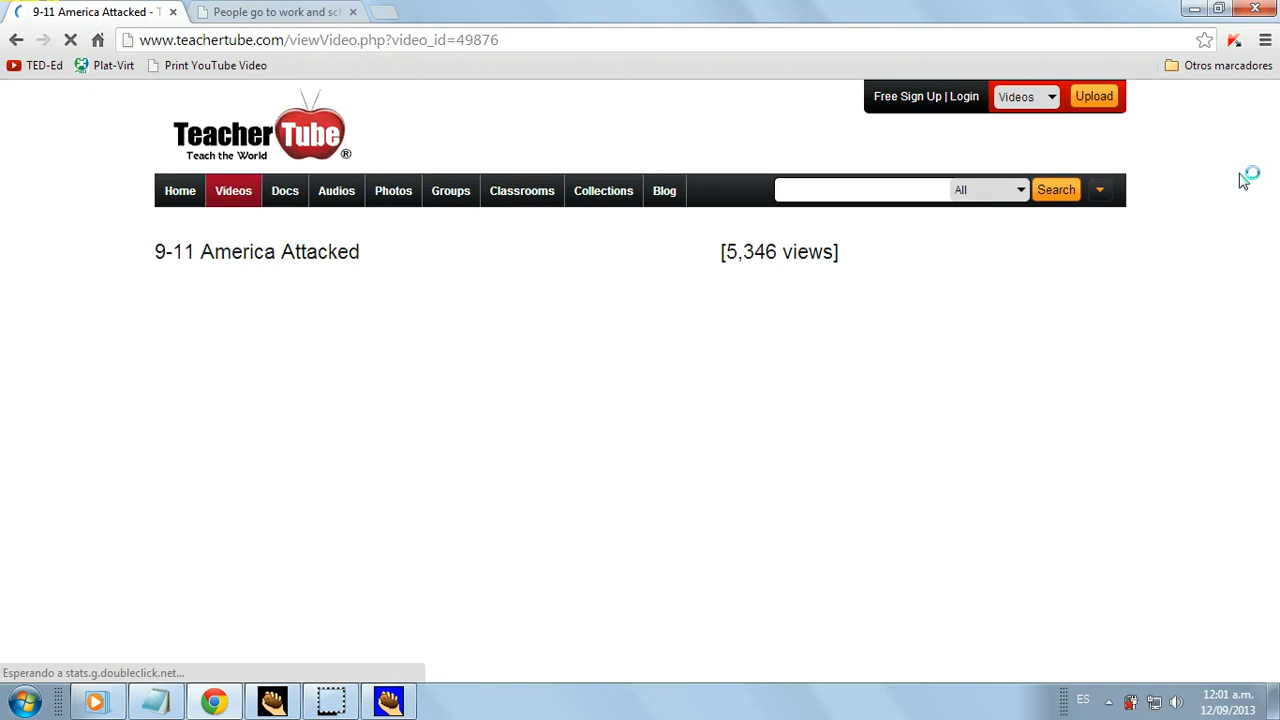 9-11 America Attacked - T
People go to work and scl
www.teachertube.com/viewVideo.php?video_id=49876
TED-Ed Plat-Virt Print YouTube Video Otros marcadores
Free Sign Up | Login Videos Upload
Teacher Tube
Teach the World ®
Home Videos Docs Audios Photos Groups Classrooms Collections Blog All Search
9-11 America Attacked [5,346 views]
Esperando a stats.g.doubleclick.net...
ES 12:01 a.m.
12/09/2013